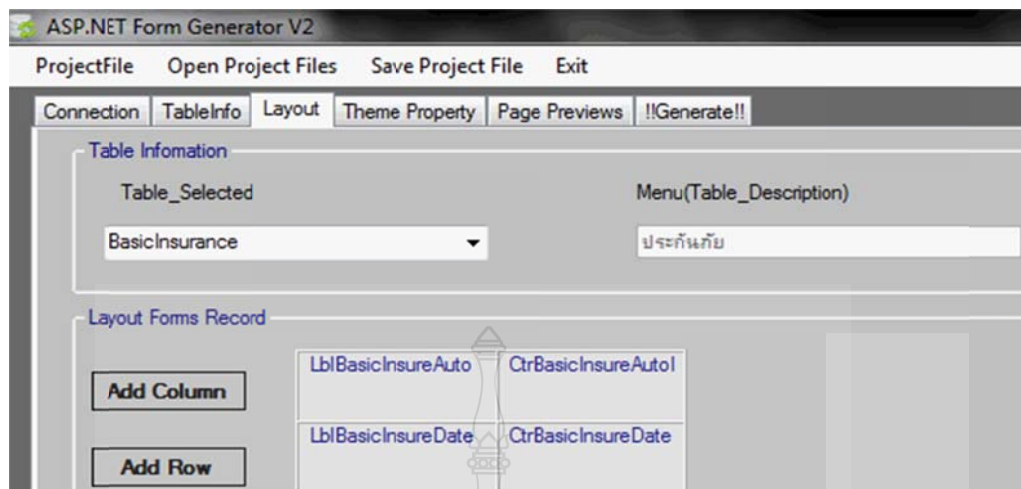 ASP.NET Form Generator V2
ProjectFile Open Project Files Save Project File Exit
Connection TableInfo Layout Theme Property Page Previews !!Generate!!
Table Infomation
Table_Selected Menu(Table_Description)
BasicInsurance ประกันภัย
Layout Forms Record
LblBasicInsureAuto CtrBasicInsureAutoI
Add Column
LblBasicInsureDate CtrBasicInsureDate
Add Row